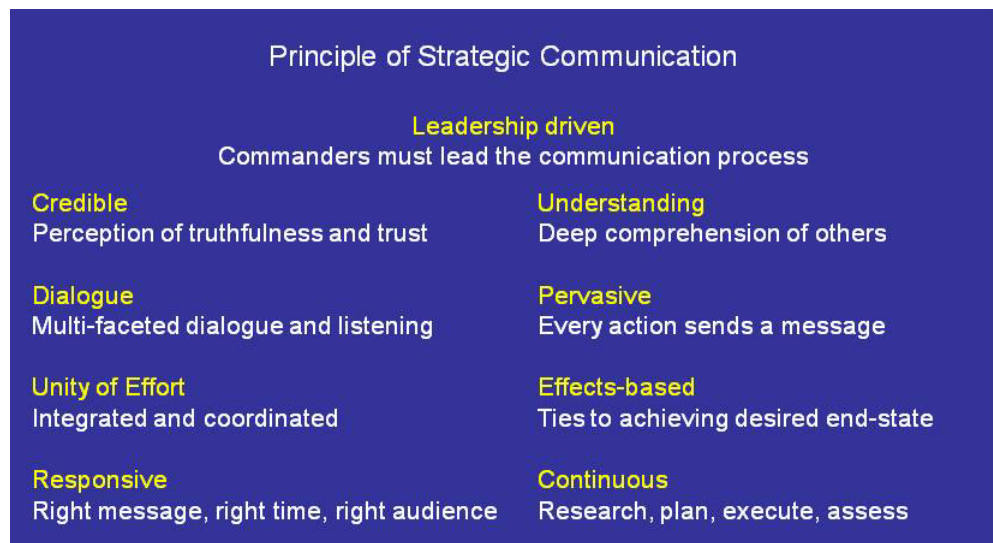 Principle of Strategic Communication
Leadership driven
Commanders must lead the communication process
Credible
Perception of truthfulness and trust
Understanding
Deep comprehension of others
Dialogue
Multi-faceted dialogue and listening
Pervasive
Every action sends a message
Unity of Effort
Integrated and coordinated
Effects-based
Ties to achieving desired end-state
Responsive
Right message, right time, right audience
Continuous
Research, plan, execute, assess